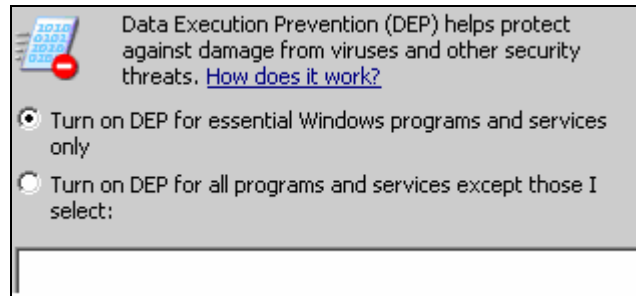 Data Execution Prevention (DEP) helps protect
against damage from viruses and other security
threats. How does it work?
Turn on DEP for essential Windows programs and services
only
Turn on DEP for all programs and services except those I
select: